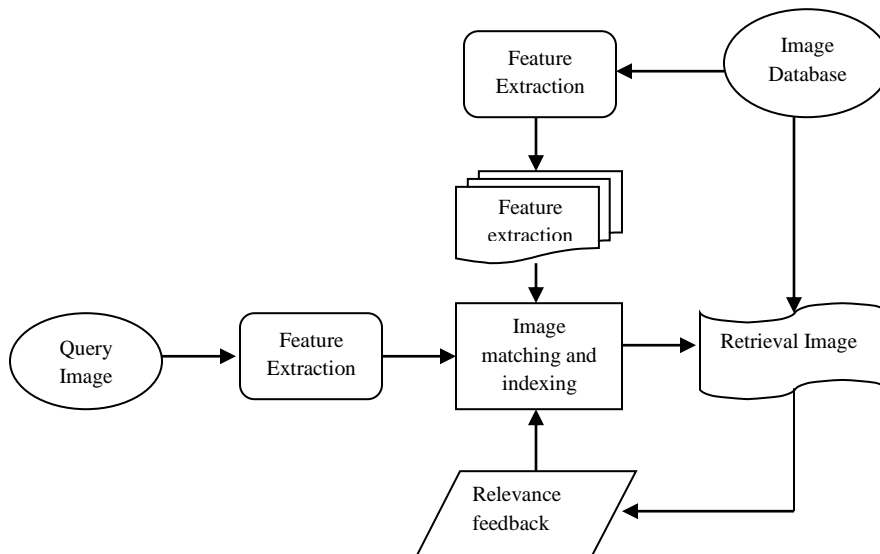 Feature
Extraction
Image
Database
Feature
extraction
Query
Image
Feature
Extraction
Image
matching and
indexing
Retrieval Image
Relevance
feedback